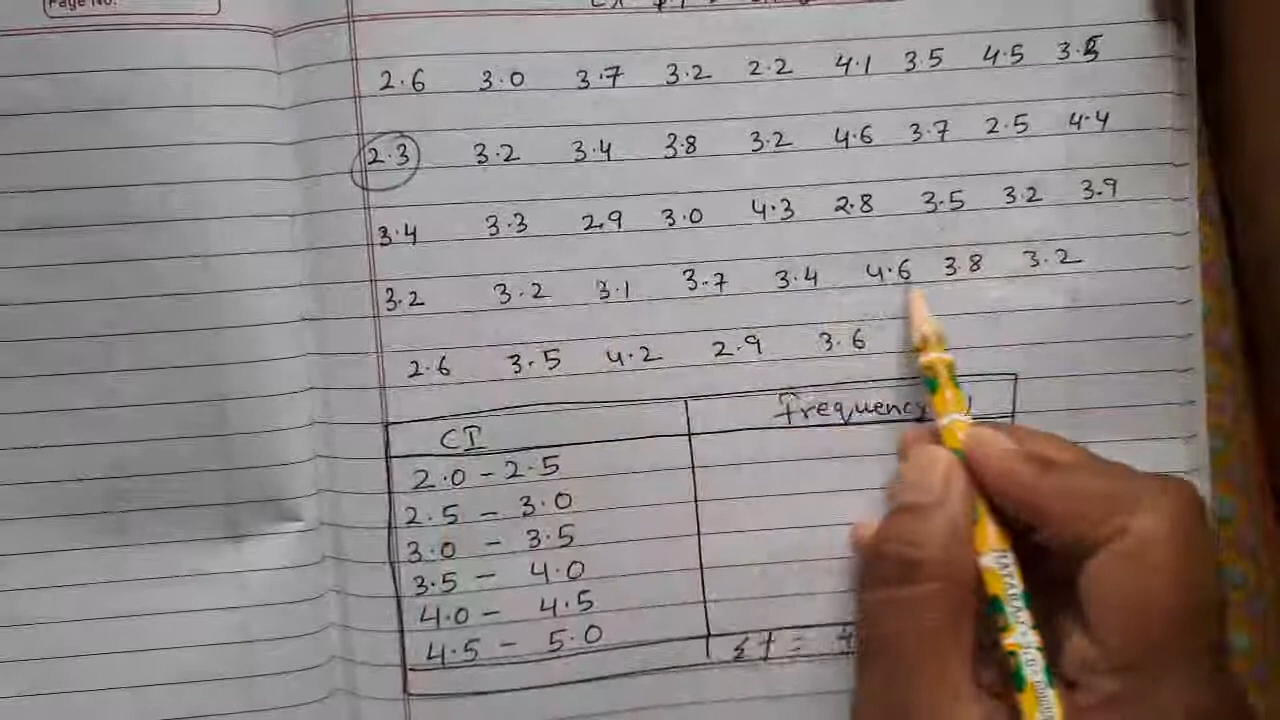 Page No.
2.6 3.0 3.7 3.2 2.2 4.1 3.5 4.5 3.5
2.3 3.2 3.4 3.8 3.2 4.6 3.7 2.5 4.4
3.4 3.3 2.9 3.0 4.3 2.8 3.5 3.2 3.9
3.2 3.2 3.1 3.7 3.4 4.6 3.8 3.2
2.6 3.5 4.2 2.9 3.6
CI Frequency
2.0 - 2.5
2.5 - 3.0
3.0 - 3.5
3.5 - 4.0
4.0 - 4.5
4.5 - 5.0
Σf =